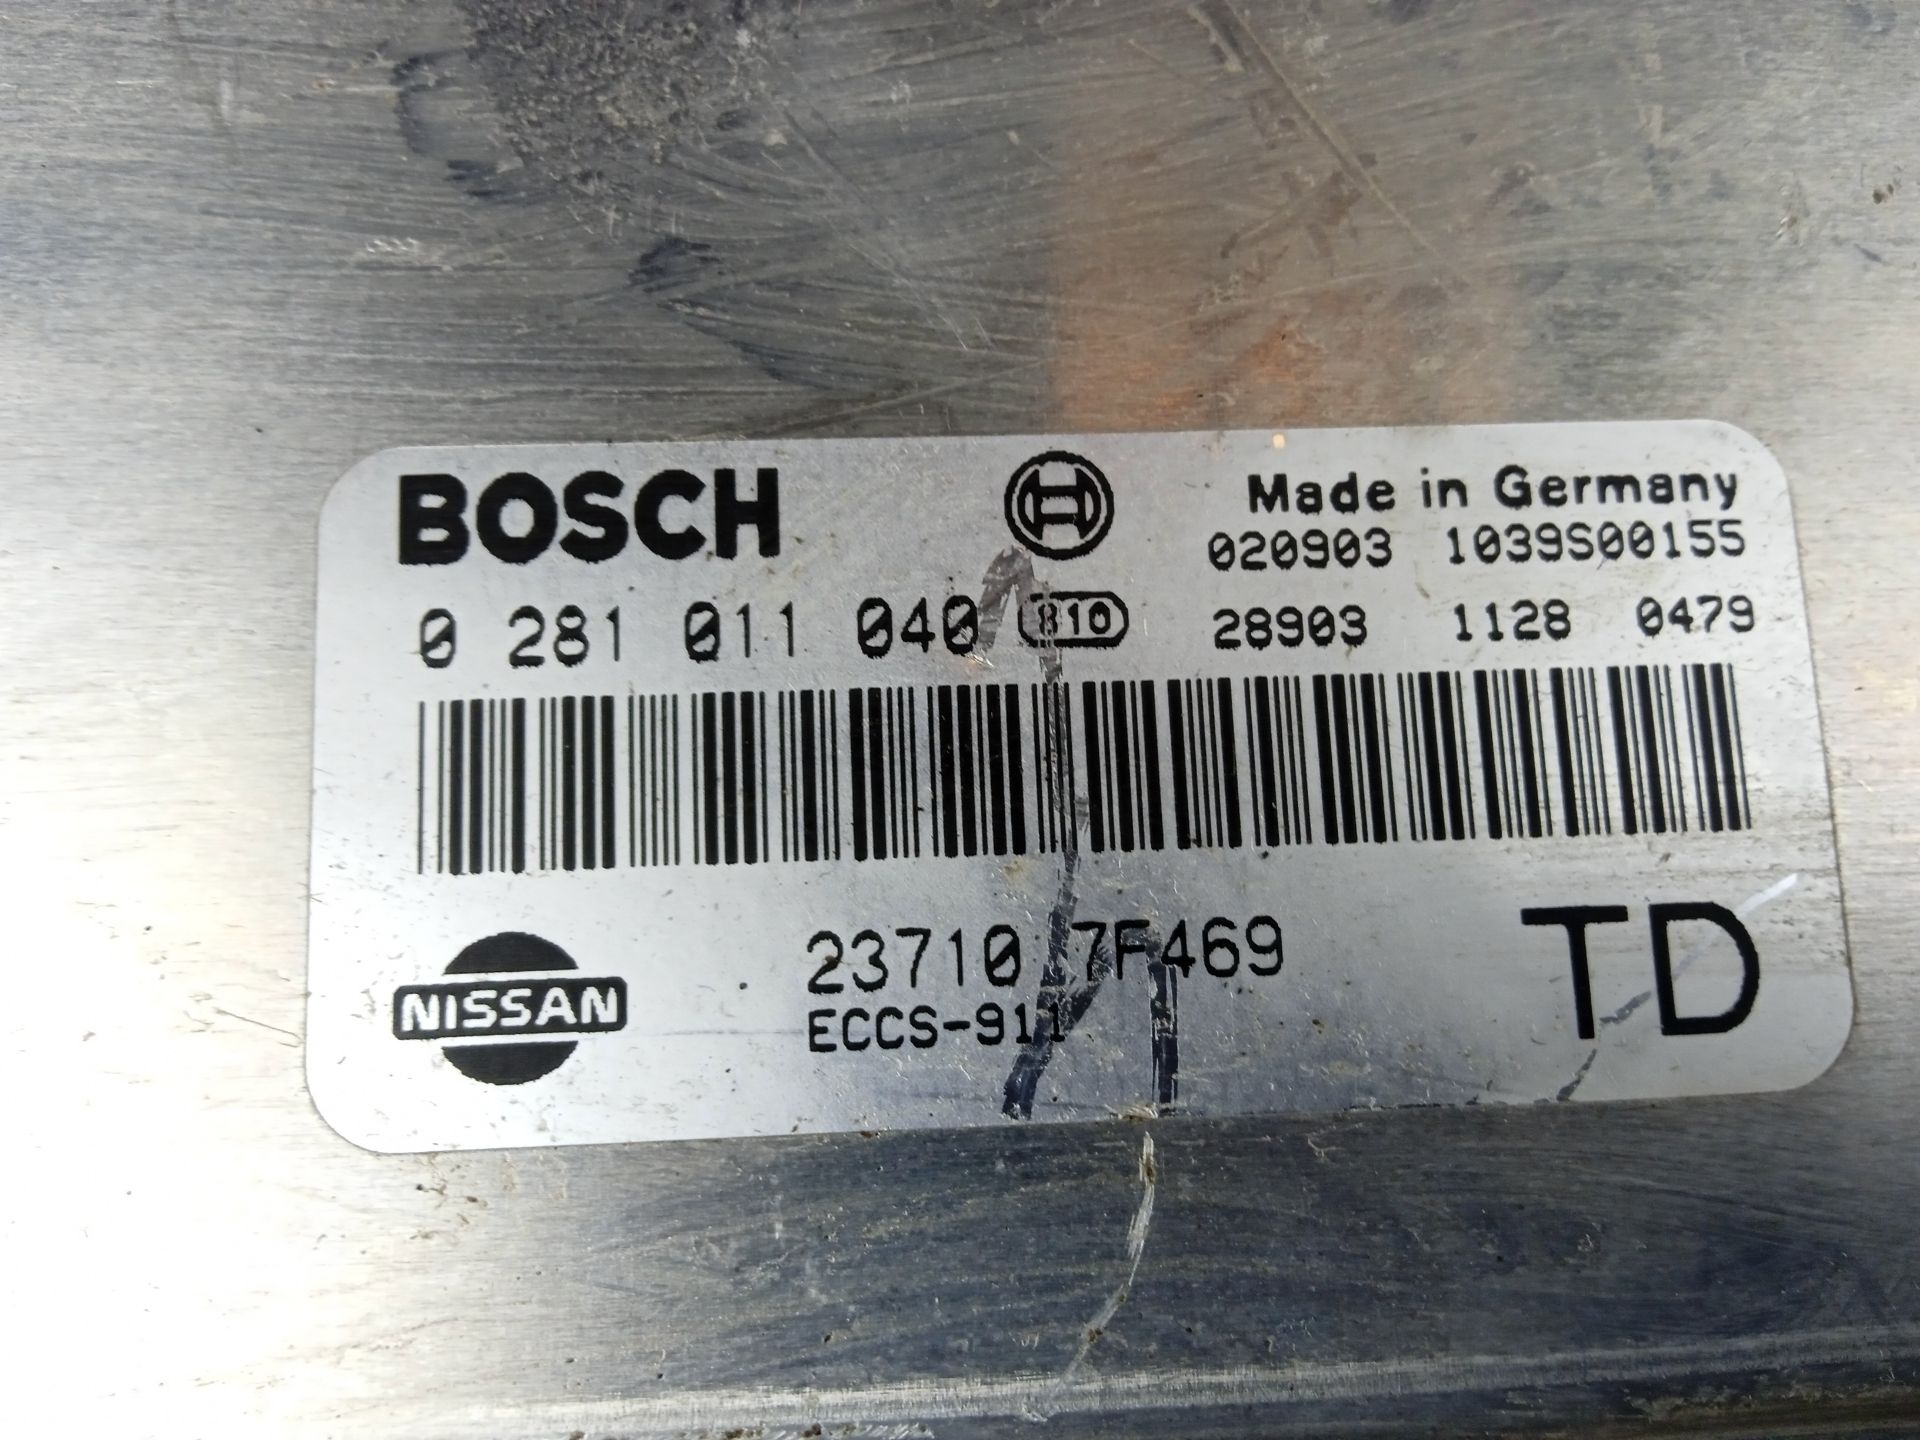 BOSCH
Made in Germany
020903 1039S00155
0 281 011 040 810 28903 1128 0479
NISSAN
23710 7F469
ECCS-911
TD